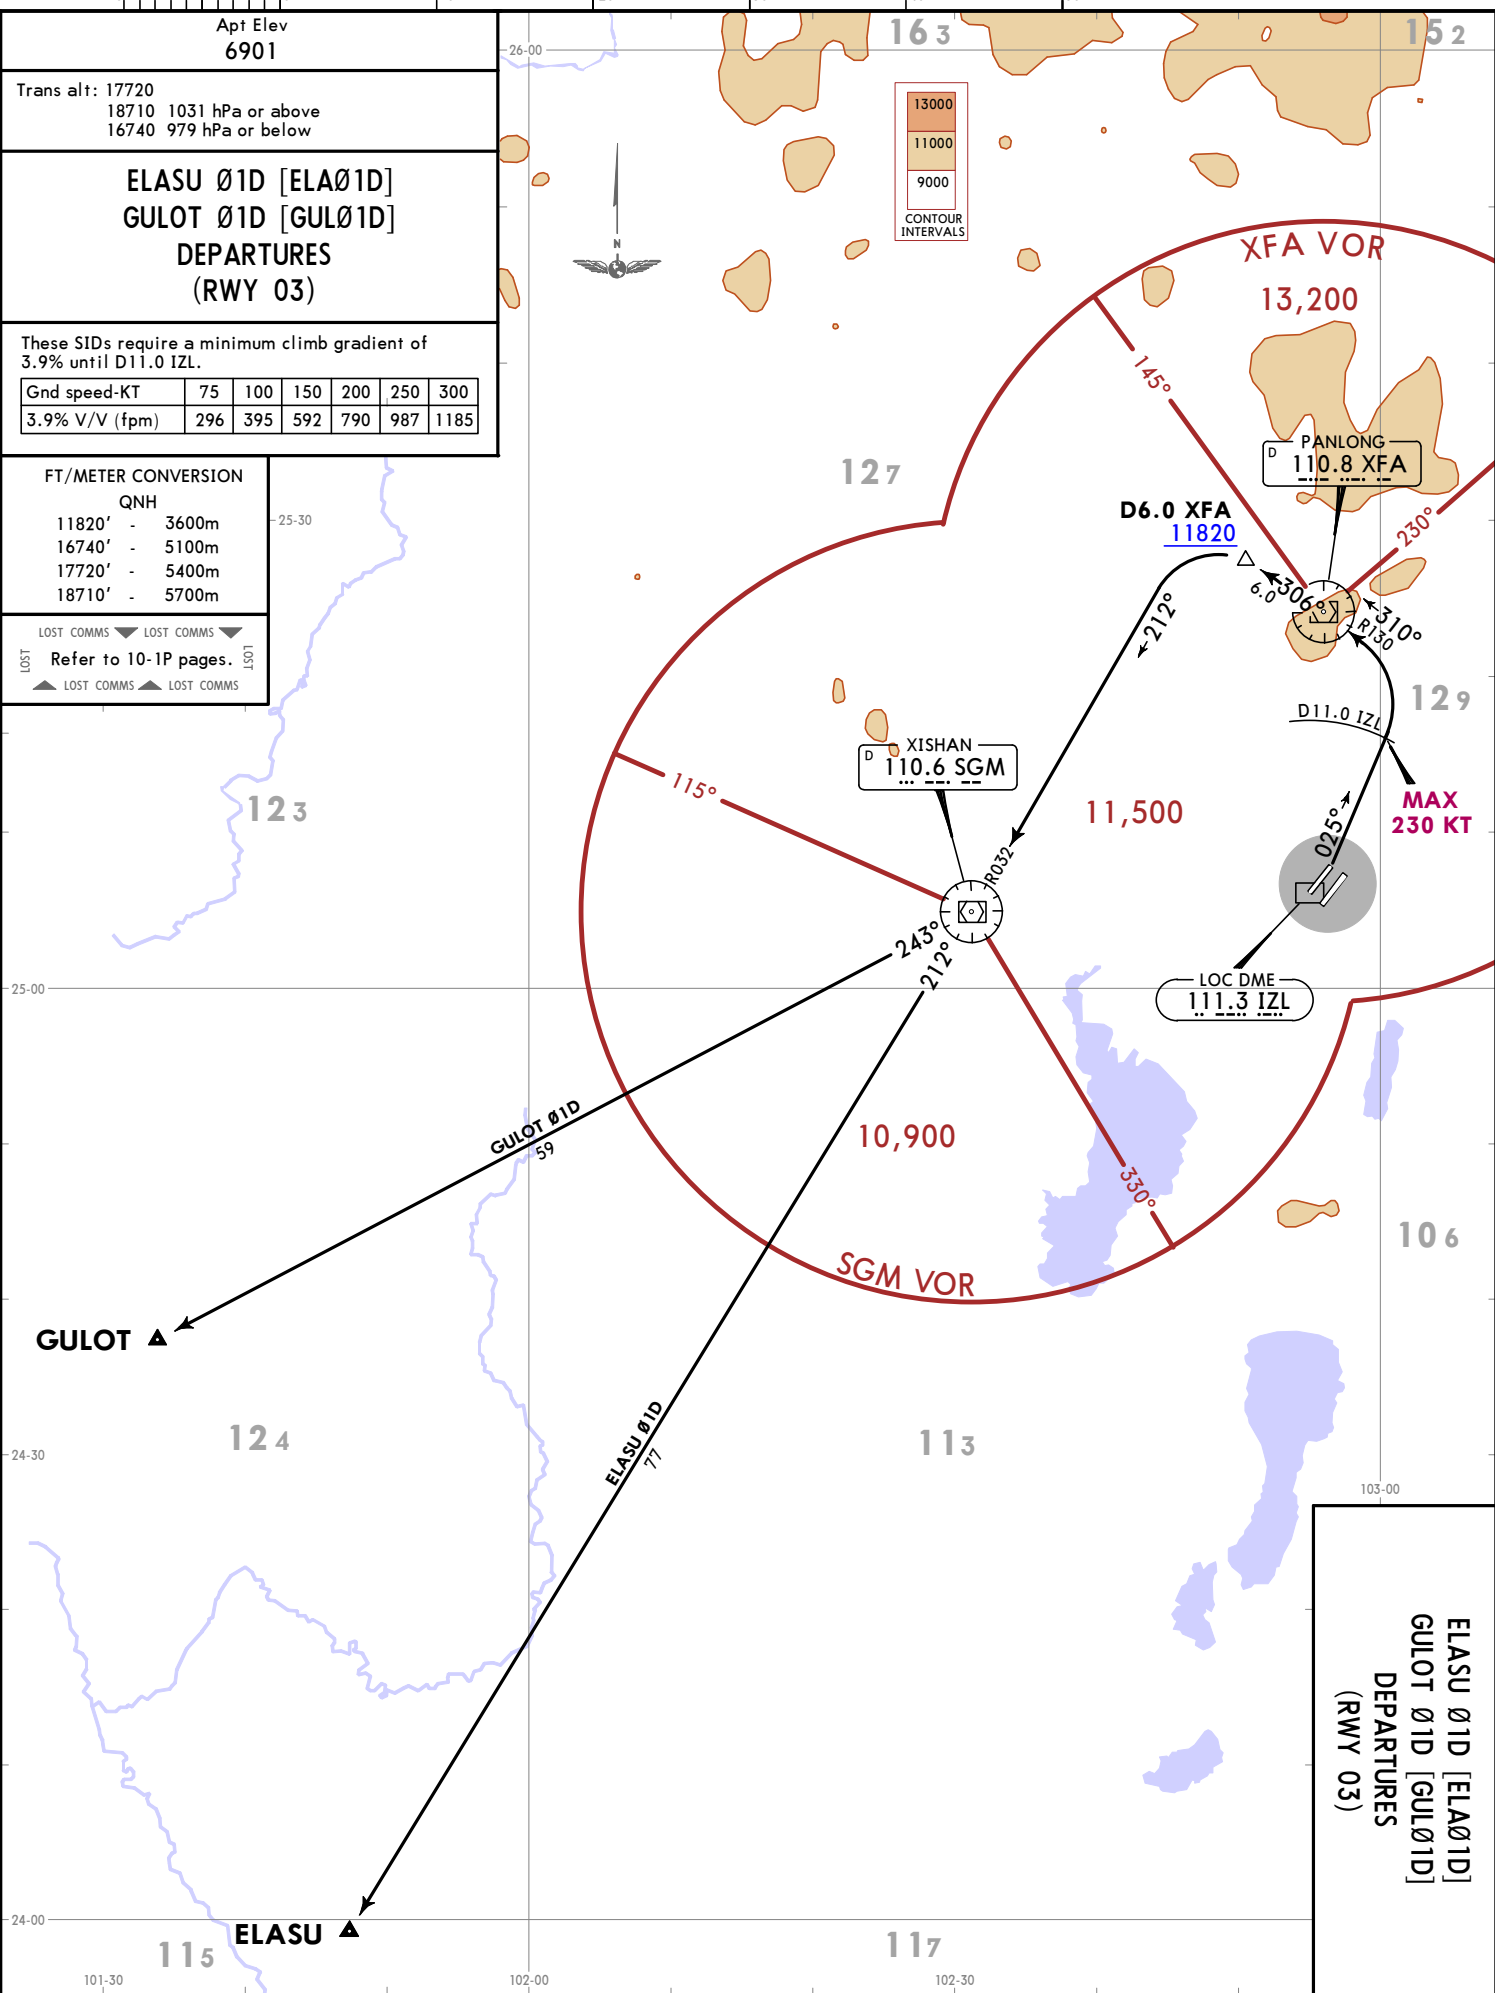 Apt Elev
6901
Trans alt: 17720
18710 1031 hPa or above
16740 979 hPa or below
ELASU Ø1D [ELAØ1D]
GULOT Ø1D [GULØ1D]
DEPARTURES
(RWY 03)
These SIDs require a minimum climb gradient of
3.9% until D11.0 IZL.
Gnd speed-KT 75 100 150 200 250 300
3.9% V/V (fpm) 296 395 592 790 987 1185
FT/METER CONVERSION
QNH
11820' - 3600m
16740' - 5100m
17720' - 5400m
18710' - 5700m
LOST COMMS LOST COMMS
LOST Refer to 10-1P pages. LOST
LOST COMMS LOST COMMS
26-00
163
152
13000
11000
9000
CONTOUR
INTERVALS
N
XFA VOR
13,200
145°
127
25-30
PANLONG
D 110.8 XFA
230°
D6.0 XFA
11820
306°
6.0
310°
R130
212°
129
D11.0 IZL
MAX
230 KT
XISHAN
D 110.6 SGM
115°
123
11,500
025°
R032
243°
212°
LOC DME
111.3 IZL
25-00
GULOT Ø1D
59
10,900
330°
106
SGM VOR
GULOT
124
113
ELASU Ø1D
77
24-30
103-00
ELASU Ø1D [ELAØ1D]
GULOT Ø1D [GULØ1D]
DEPARTURES
(RWY 03)
24-00
ELASU
115
117
101-30
102-00
102-30